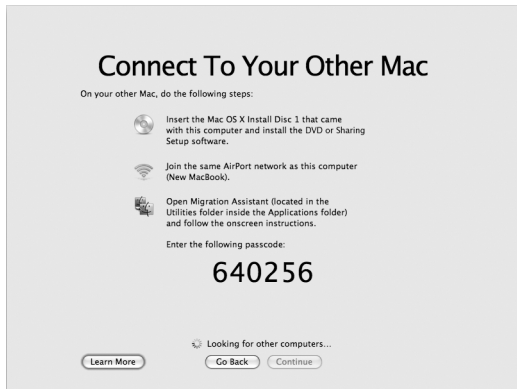 Connect To Your Other Mac
On your other Mac, do the following steps:
Insert the Mac OS X Install Disc 1 that came
with this computer and install the DVD or Sharing
Setup software.
Join the same AirPort network as this computer
(New MacBook).
Open Migration Assistant (located in the
Utilities folder inside the Applications folder)
and follow the onscreen instructions.
Enter the following passcode:
640256
Looking for other computers...
Learn More Go Back Continue